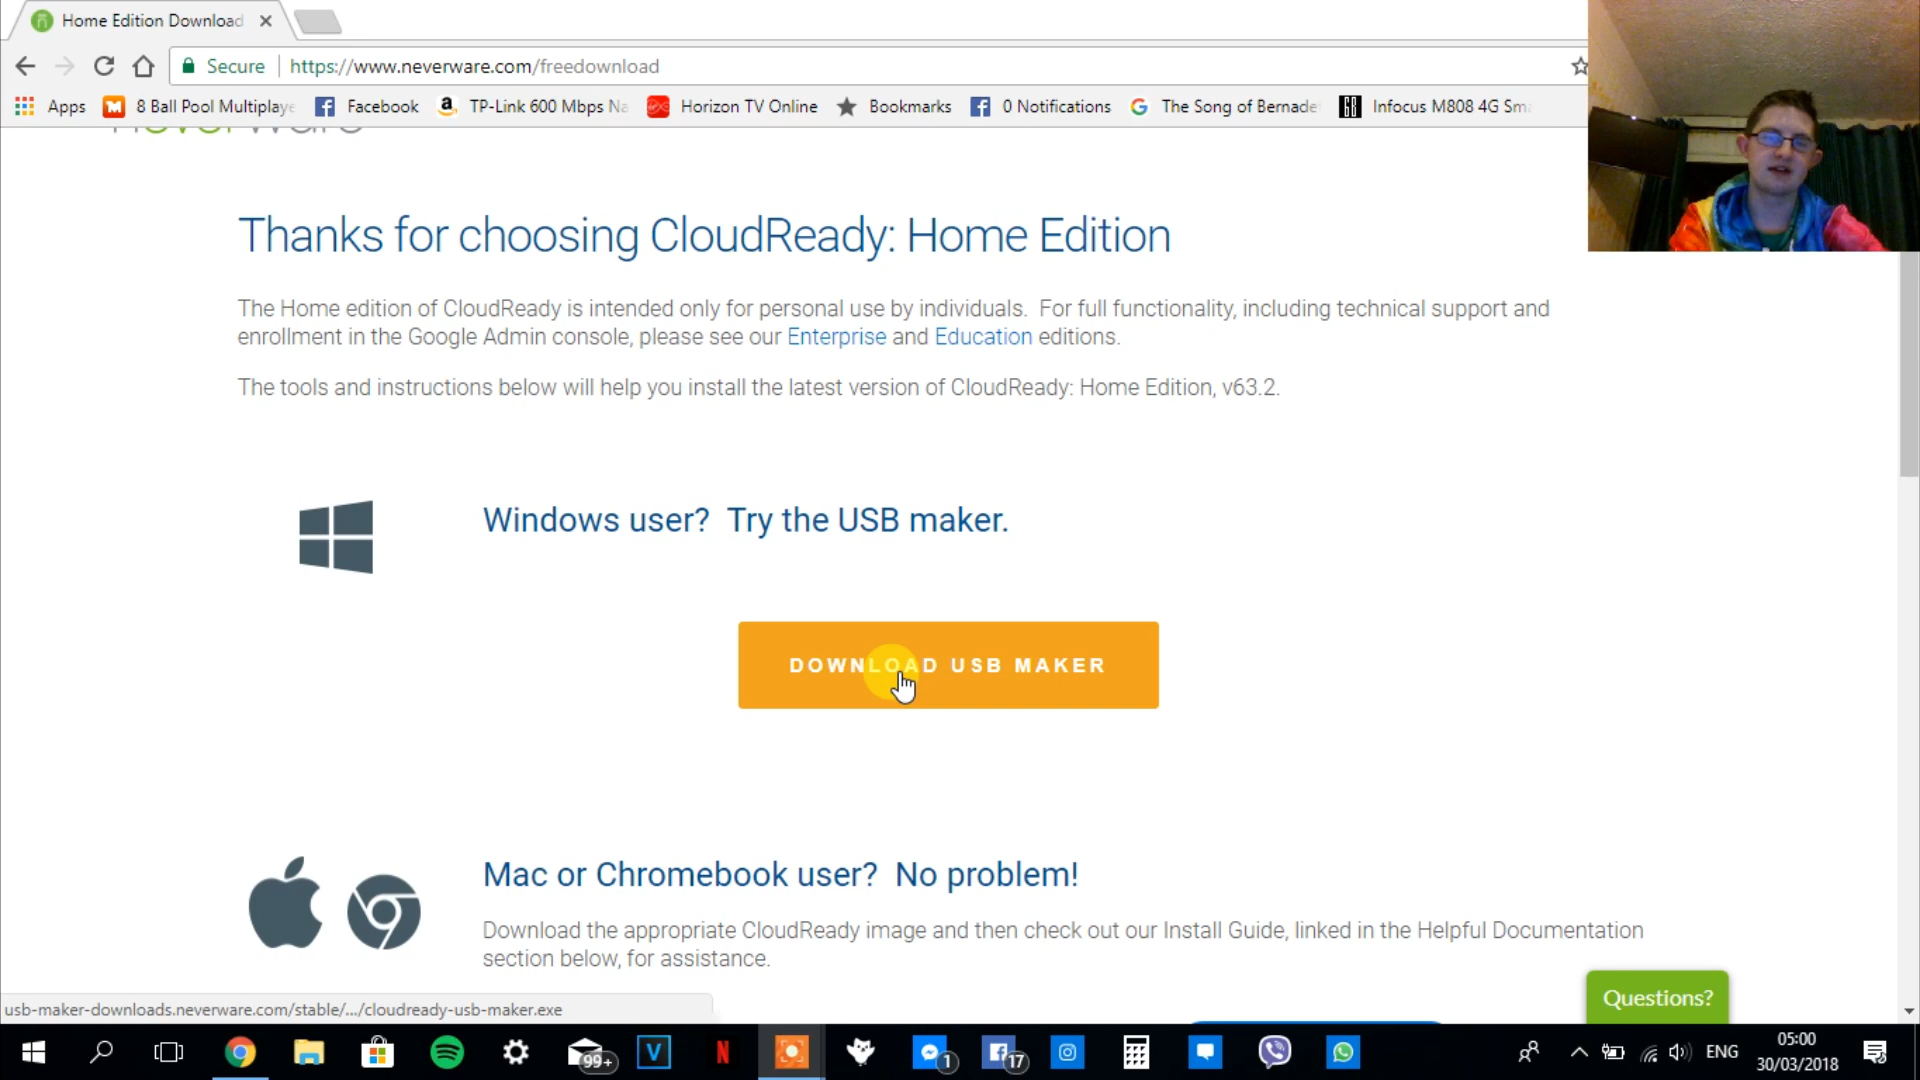 Home Edition Download
Secure https://www.neverware.com/freedownload
Apps 8 Ball Pool Multiplaye Facebook TP-Link 600 Mbps Na Horizon TV Online Bookmarks 0 Notifications The Song of Bernade Infocus M808 4G Sma
neverware
Thanks for choosing CloudReady: Home Edition
The Home edition of CloudReady is intended only for personal use by individuals. For full functionality, including technical support and
enrollment in the Google Admin console, please see our Enterprise and Education editions.
The tools and instructions below will help you install the latest version of CloudReady: Home Edition, v63.2.
Windows user? Try the USB maker.
DOWNLOAD USB MAKER
Mac or Chromebook user? No problem!
Download the appropriate CloudReady image and then check out our Install Guide, linked in the Helpful Documentation
section below, for assistance.
Questions?
usb-maker-downloads.neverware.com/stable/.../cloudready-usb-maker.exe
99+ V N 1 17 ENG 05:00
30/03/2018